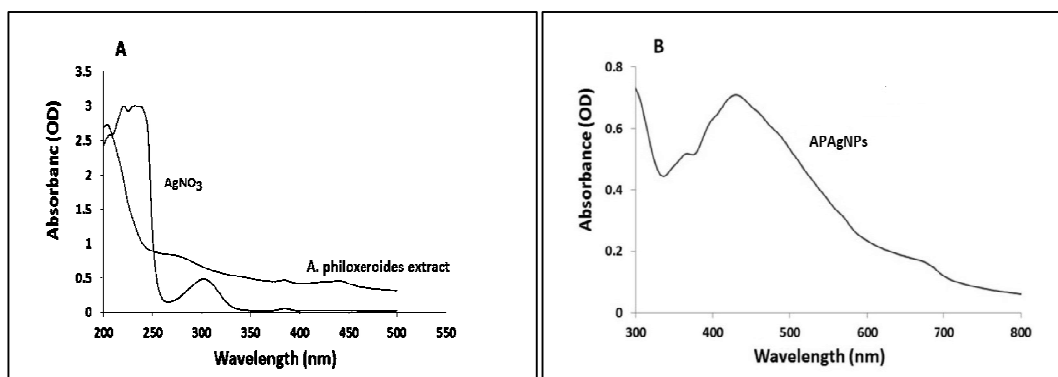 A
Absorbanc (OD)
3.5
3
2.5
2
1.5
1
0.5
0
AgNO3
A. philoxeroides extract
200 250 300 350 400 450 500 550
Wavelength (nm)
B
Absorbance (OD)
0.8
0.6
0.4
0.2
0
APAgNPs
300 400 500 600 700 800
Wavelength (nm)